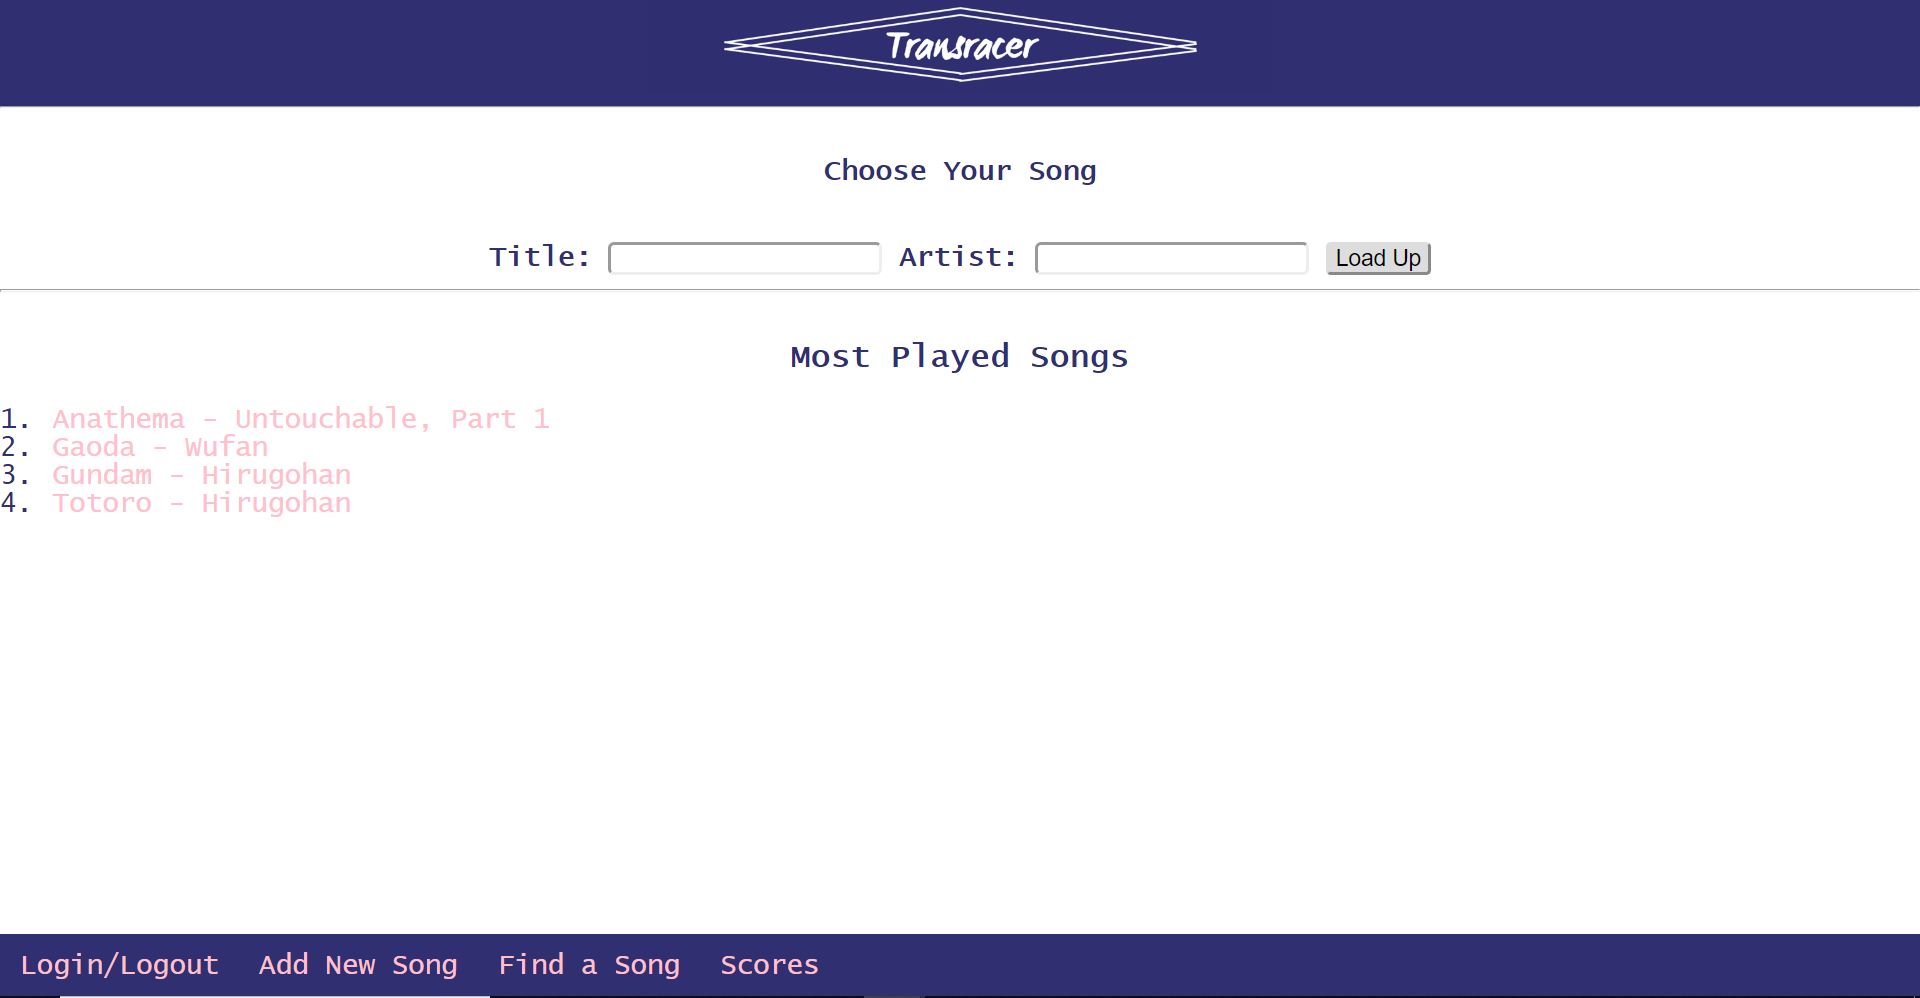 Transracer
Choose Your Song
Title: Artist: Load Up
Most Played Songs
1. Anathema - Untouchable, Part 1
2. Gaoda - Wufan
3. Gundam - Hirugohan
4. Totoro - Hirugohan
Login/Logout Add New Song Find a Song Scores